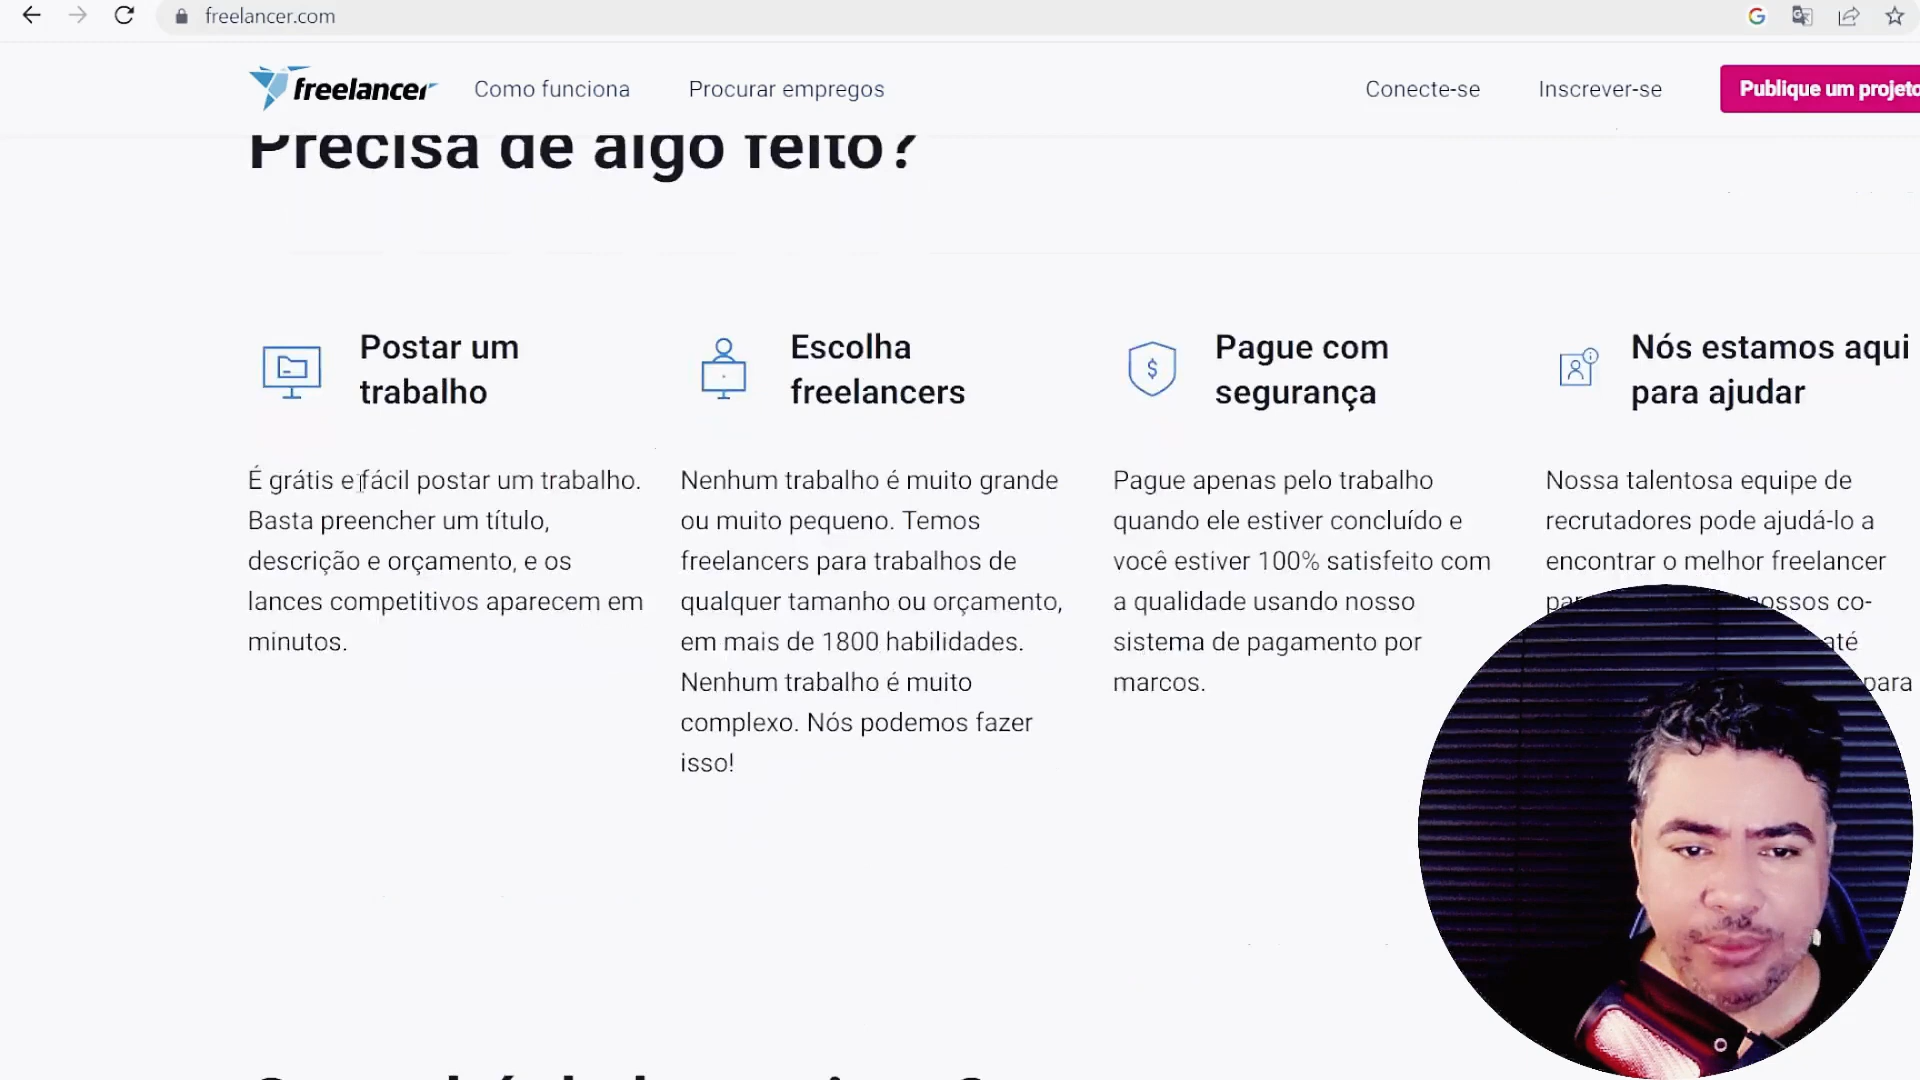 freelancer.com
freelancer Como funciona Procurar empregos Conecte-se Inscrever-se Publique um projeto
Precisa de algo feito?
Postar um
trabalho
É grátis e fácil postar um trabalho.
Basta preencher um título,
descrição e orçamento, e os
lances competitivos aparecem em
minutos.
Escolha
freelancers
Nenhum trabalho é muito grande
ou muito pequeno. Temos
freelancers para trabalhos de
qualquer tamanho ou orçamento,
em mais de 1800 habilidades.
Nenhum trabalho é muito
complexo. Nós podemos fazer
isso!
Pague com
segurança
Pague apenas pelo trabalho
quando ele estiver concluído e
você estiver 100% satisfeito com
a qualidade usando nosso
sistema de pagamento por
marcos.
Nós estamos aqui
para ajudar
Nossa talentosa equipe de
recrutadores pode ajudá-lo a
encontrar o melhor freelancer
nossos co-
até
para